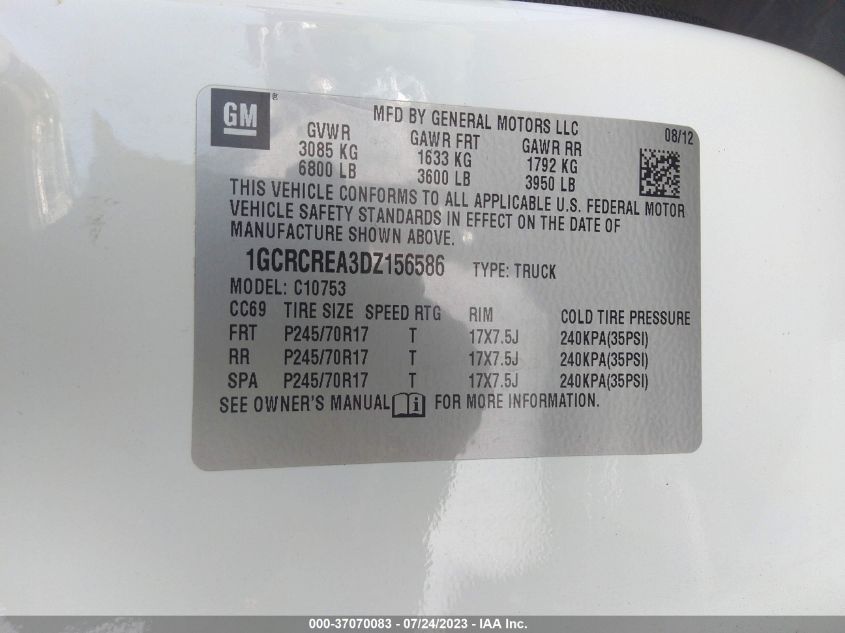 GM ®
MFD BY GENERAL MOTORS LLC
08/12
GVWR GAWR FRT GAWR RR
3085 KG 1633 KG 1792 KG
6800 LB 3600 LB 3950 LB
THIS VEHICLE CONFORMS TO ALL APPLICABLE U.S. FEDERAL MOTOR
VEHICLE SAFETY STANDARDS IN EFFECT ON THE DATE OF
MANUFACTURE SHOWN ABOVE.
1GCRCREA3DZ156586 TYPE: TRUCK
MODEL: C10753
CC69 TIRE SIZE SPEED RTG RIM COLD TIRE PRESSURE
FRT P245/70R17 T 17X7.5J 240KPA(35PSI)
RR P245/70R17 T 17X7.5J 240KPA(35PSI)
SPA P245/70R17 T 17X7.5J 240KPA(35PSI)
SEE OWNER'S MANUAL i FOR MORE INFORMATION.
000-37070083 - 07/24/2023 - IAA Inc.